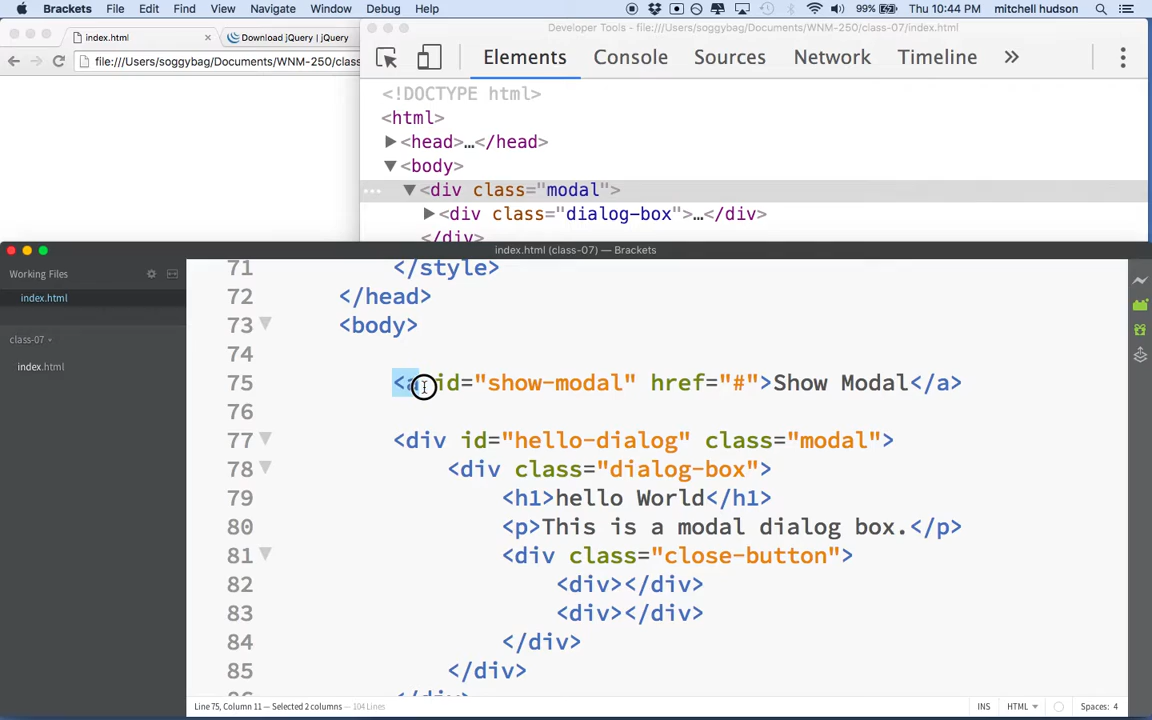 Brackets File Edit View Navigate Window Debug Help 99% Thu 10:44 PM mitchell hudson
index.html Download jQuery | jQuery
file:///Users/soggybag/Documents/WNM-250/class
Developer Tools - file:///Users/soggybag/Documents/WNM-250/class-07/index.html
Elements Console Sources Network Timeline »
<!DOCTYPE html>
<html>
<head>…</head>
<body>
<div class="modal">
<div class="dialog-box">…</div>
</div>
index.html (class-07) — Brackets
Working Files
index.html
class-07
index.html
71 </style>
72 </head>
73 <body>
74
75 <a id="show-modal" href="#">Show Modal</a>
76
77 <div id="hello-dialog" class="modal">
78 <div class="dialog-box">
79 <h1>hello World</h1>
80 <p>This is a modal dialog box.</p>
81 <div class="close-button">
82 <div></div>
83 <div></div>
84 </div>
85 </div>
86 </div>
Line 75, Column 11 — Selected 2 columns — 104 Lines INS HTML Spaces: 4